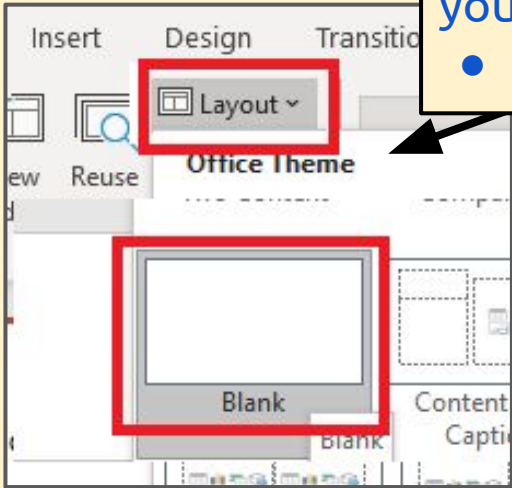 you
Insert Design Transitio
Layout
ew Reuse
Office Theme
Blank
Content
Blank
Captio